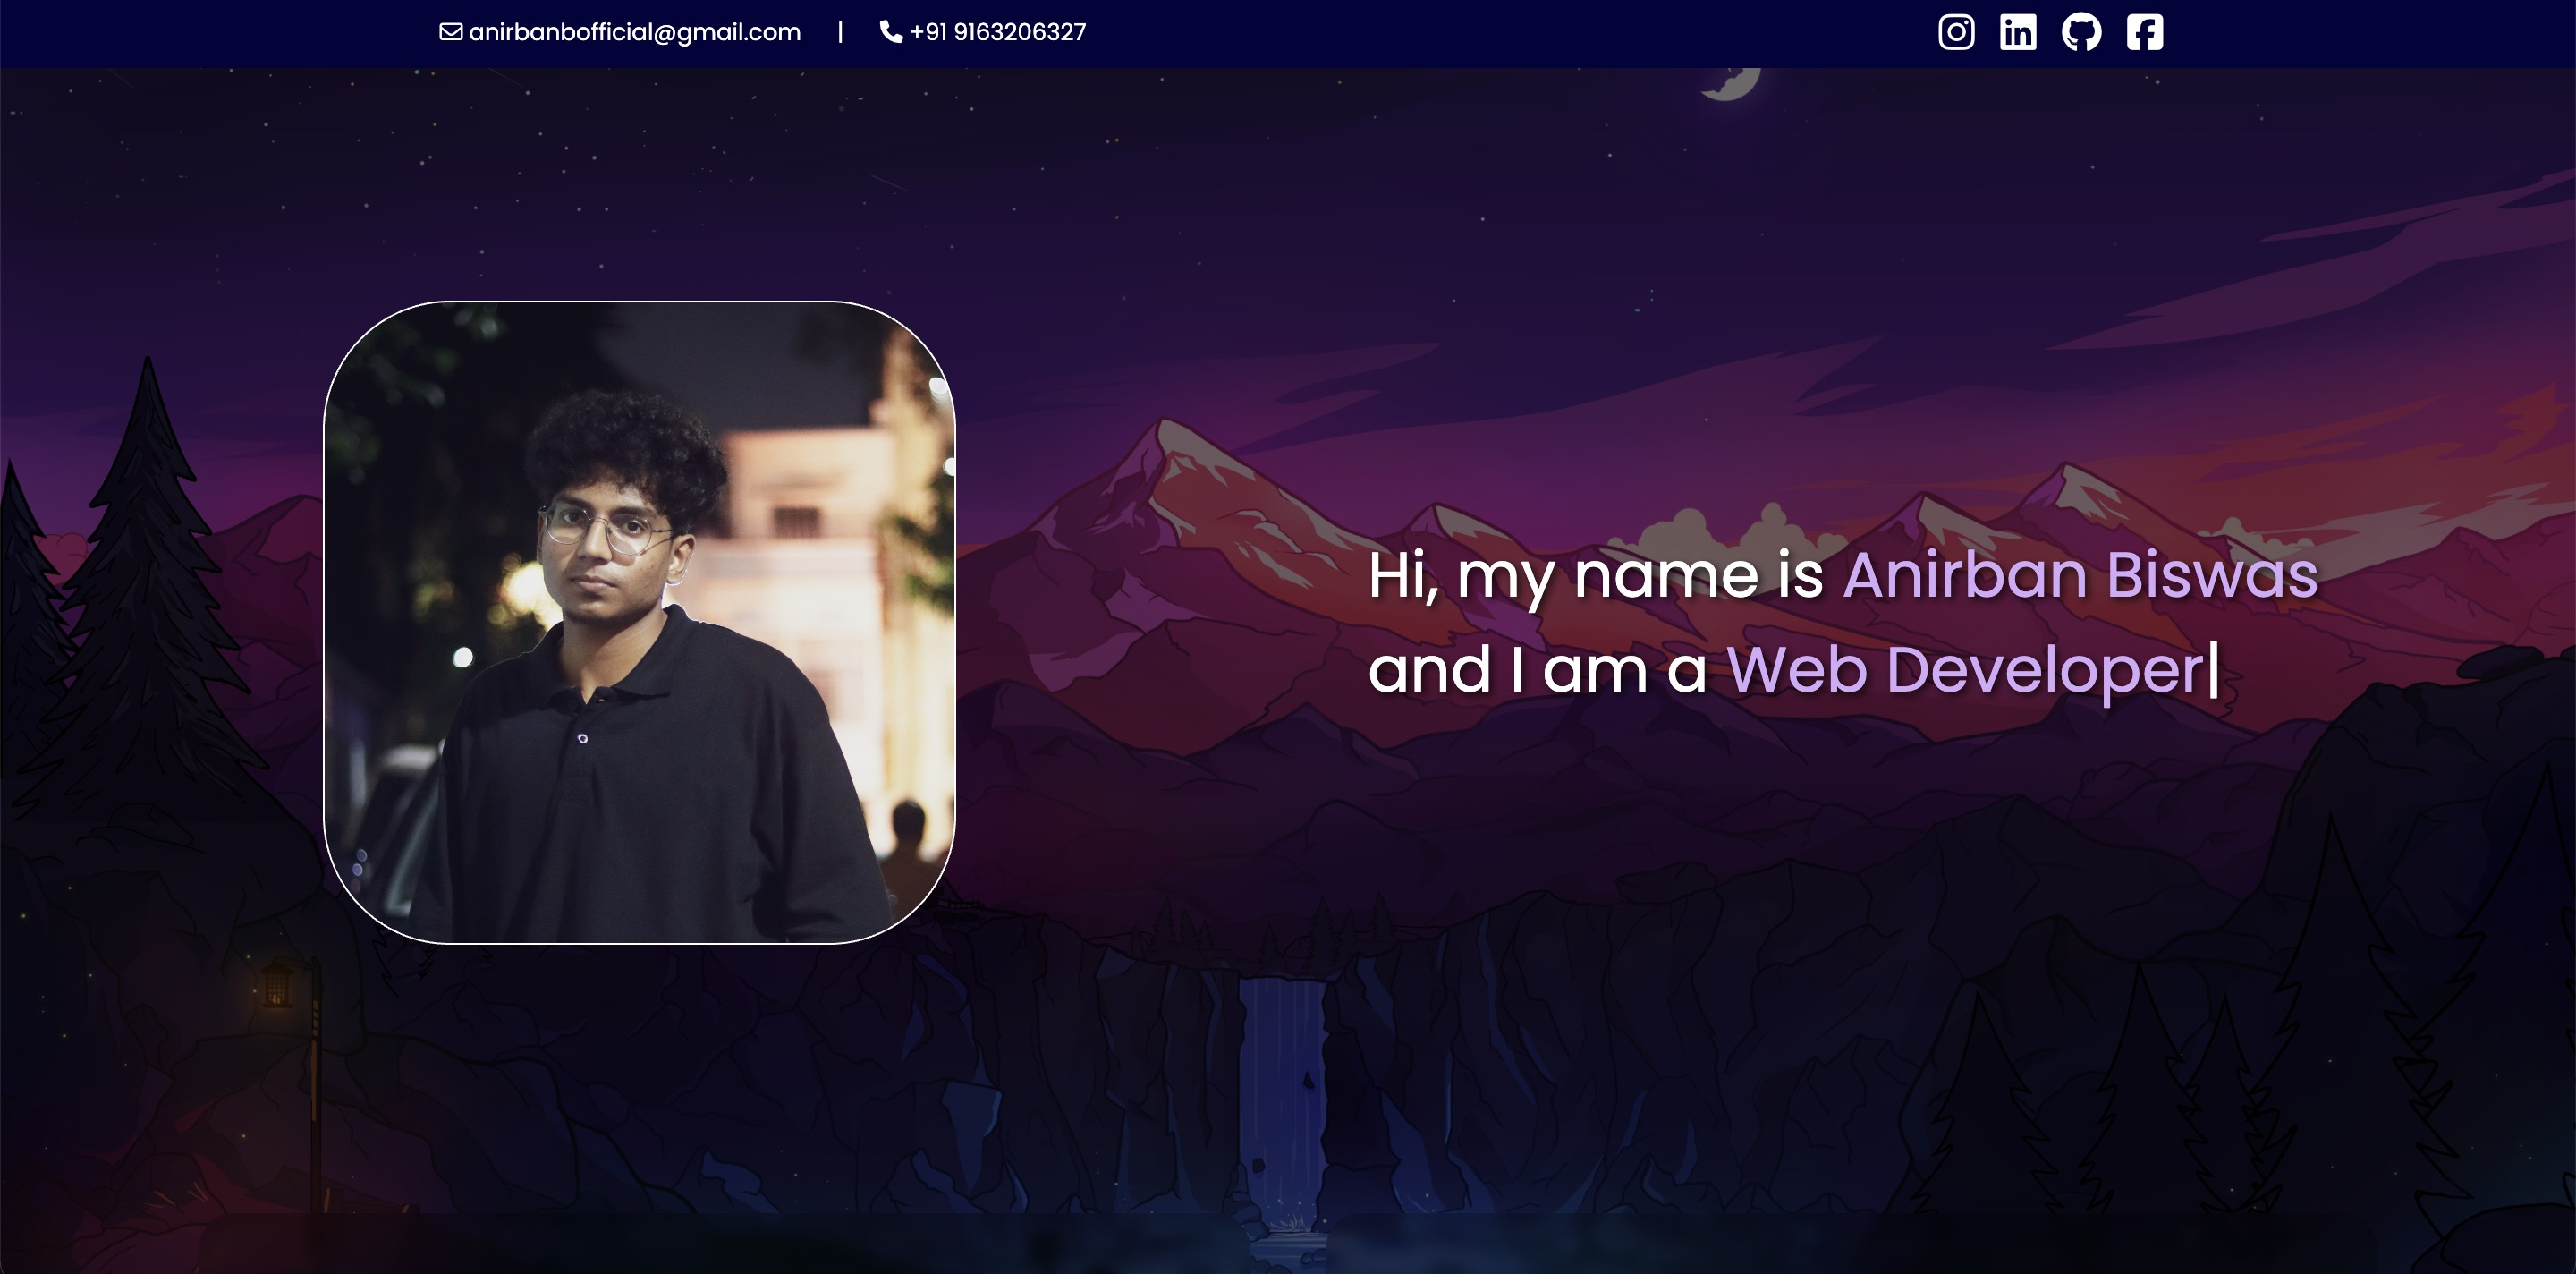 anirbanbofficial@gmail.com | +91 9163206327
Hi, my name is Anirban Biswas
and I am a Web Developer|